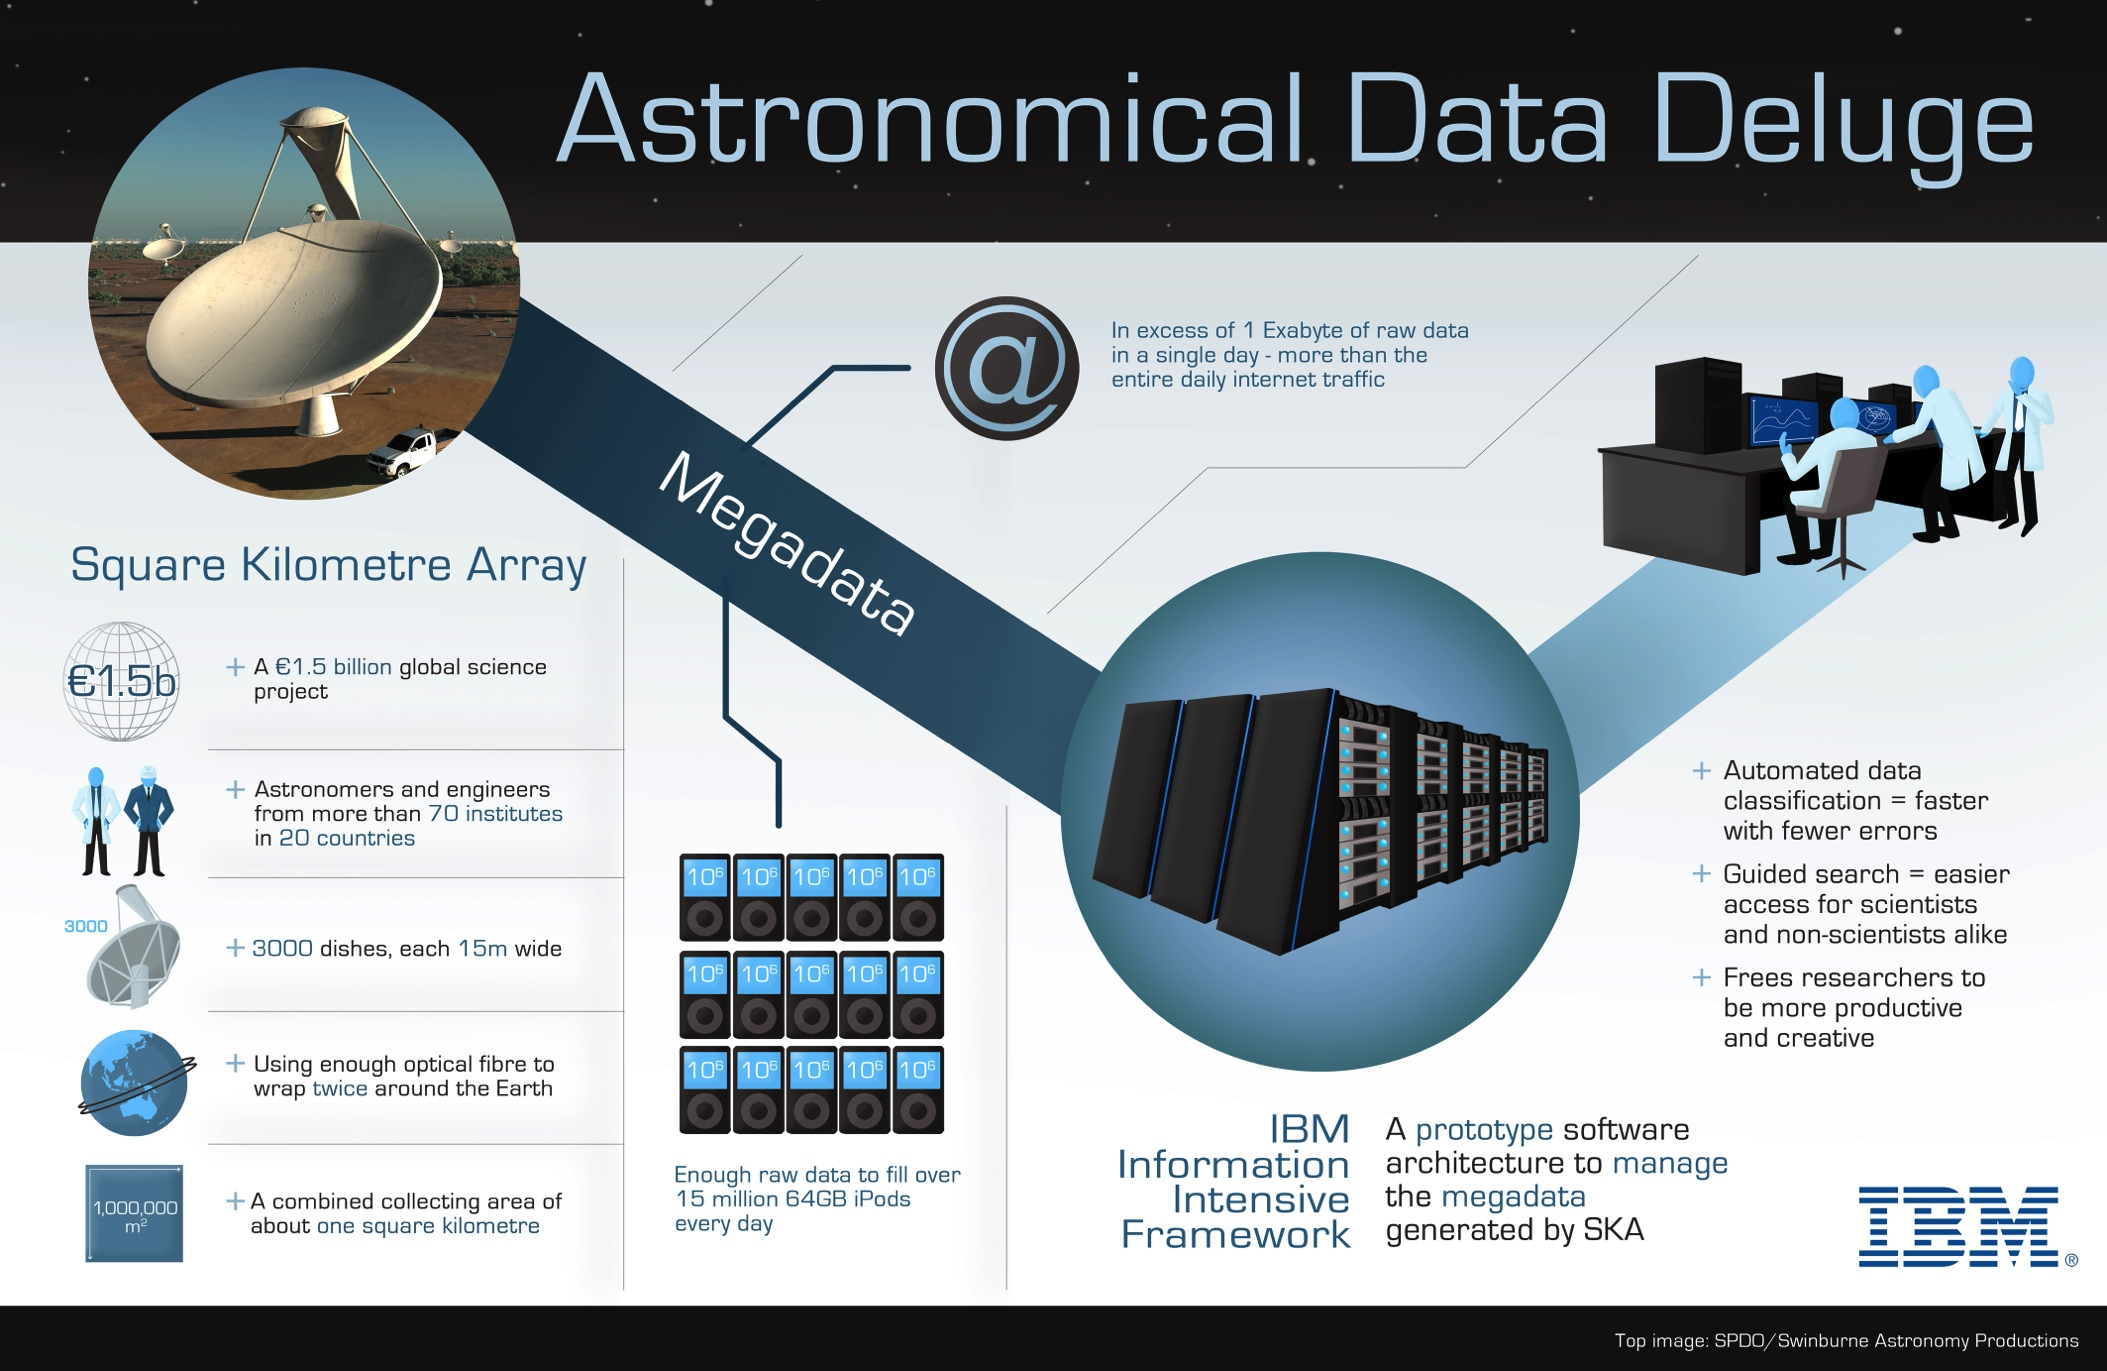 Astronomical Data Deluge
In excess of 1 Exabyte of raw data
in a single day - more than the
entire daily internet traffic
@
Megadata
Square Kilometre Array
€1.5b
+ A €1.5 billion global science
project
+ Astronomers and engineers
from more than 70 institutes
in 20 countries
3000
+ 3000 dishes, each 15m wide
+ Using enough optical fibre to
wrap twice around the Earth
1,000,000
m²
+ A combined collecting area of
about one square kilometre
10⁶ 10⁶ 10⁶ 10⁶ 10⁶
10⁶ 10⁶ 10⁶ 10⁶ 10⁶
10⁶ 10⁶ 10⁶ 10⁶ 10⁶
Enough raw data to fill over
15 million 64GB iPods
every day
IBM
Information
Intensive
Framework
A prototype software
architecture to manage
the megadata
generated by SKA
+ Automated data
classification = faster
with fewer errors
+ Guided search = easier
access for scientists
and non-scientists alike
+ Frees researchers to
be more productive
and creative
IBM®
Top image: SPDO/Swinburne Astronomy Productions